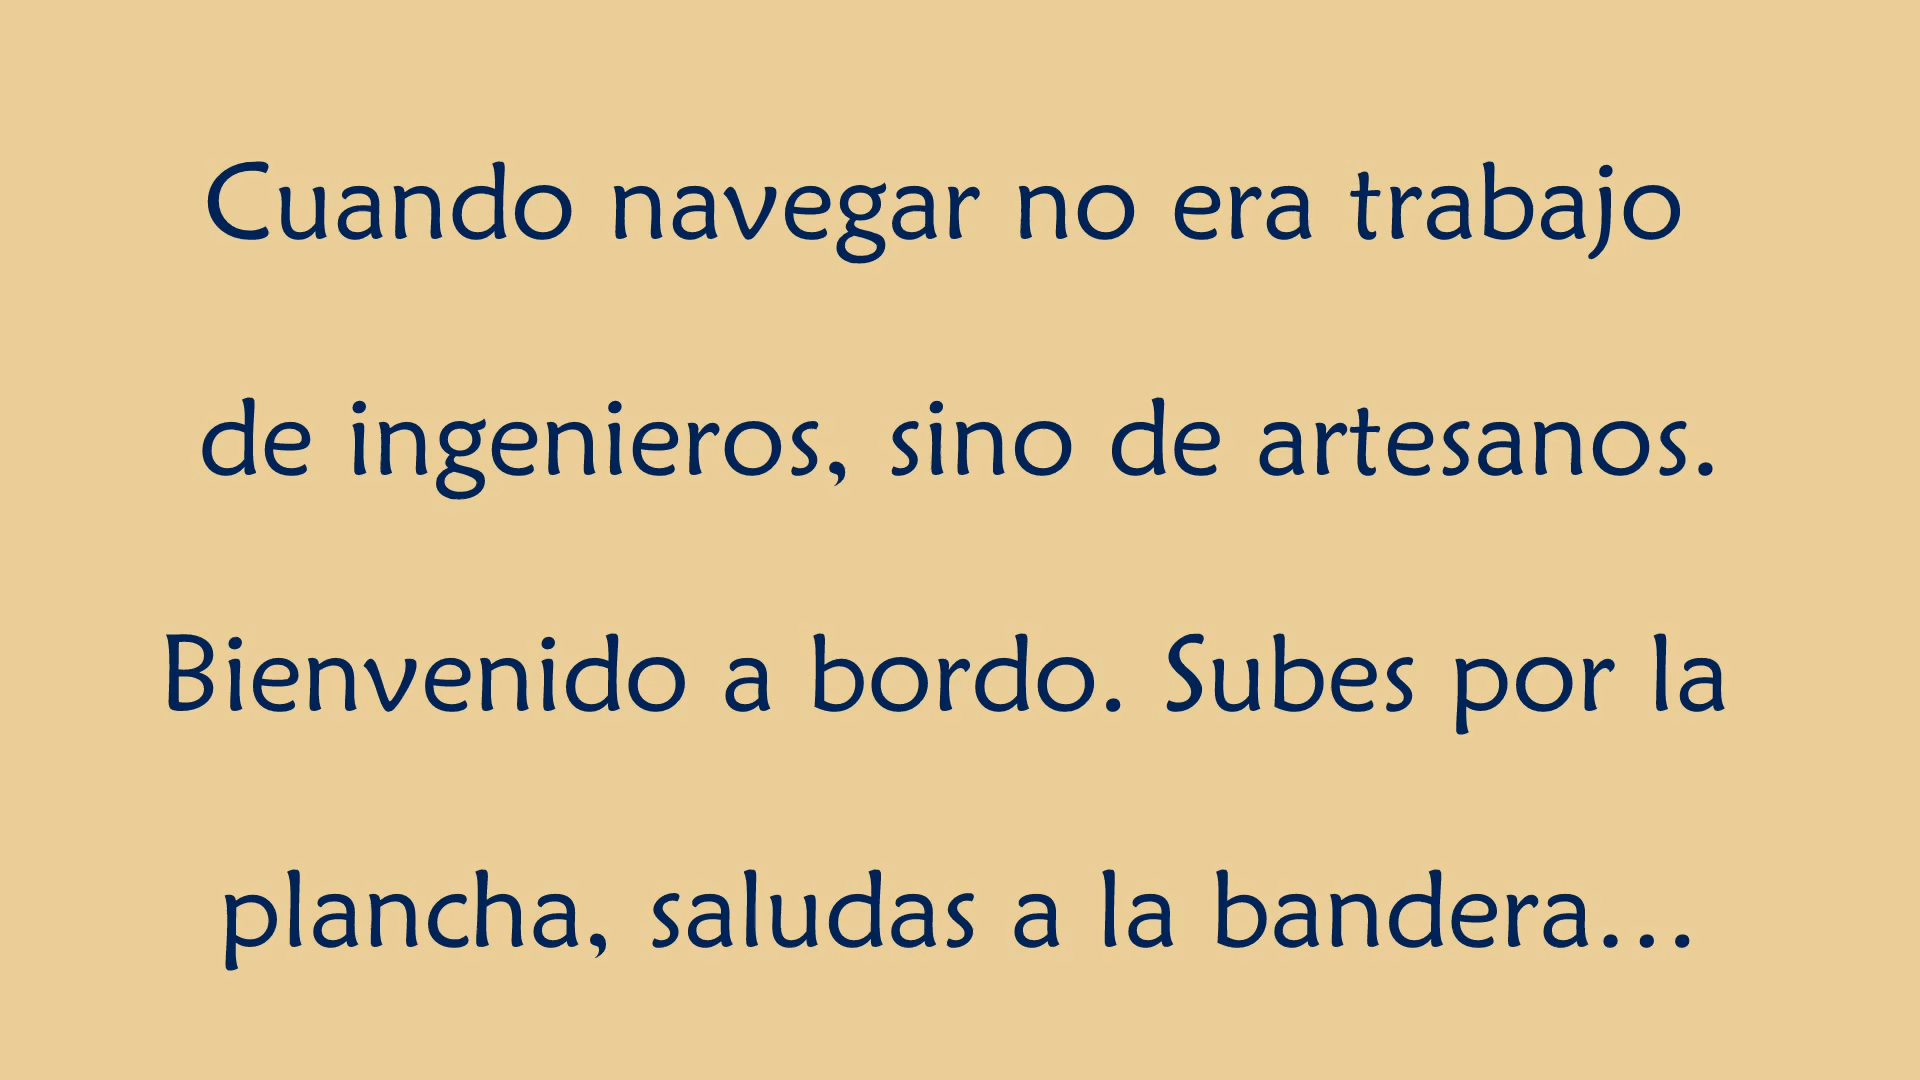 Cuando navegar no era trabajo
de ingenieros, sino de artesanos.
Bienvenido a bordo. Subes por la
plancha, saludas a la bandera...